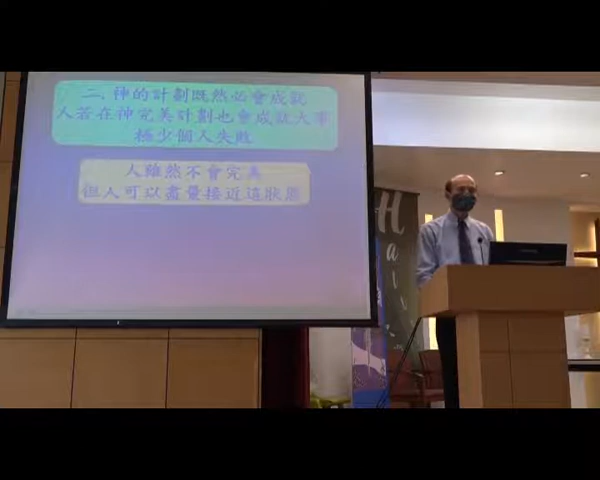 二. 神的計劃既然必會成就
人若在神完美計劃也會成就大事
極少個人失敗
人雖然不會完美
但人可以盡量接近這狀態
H
a
l